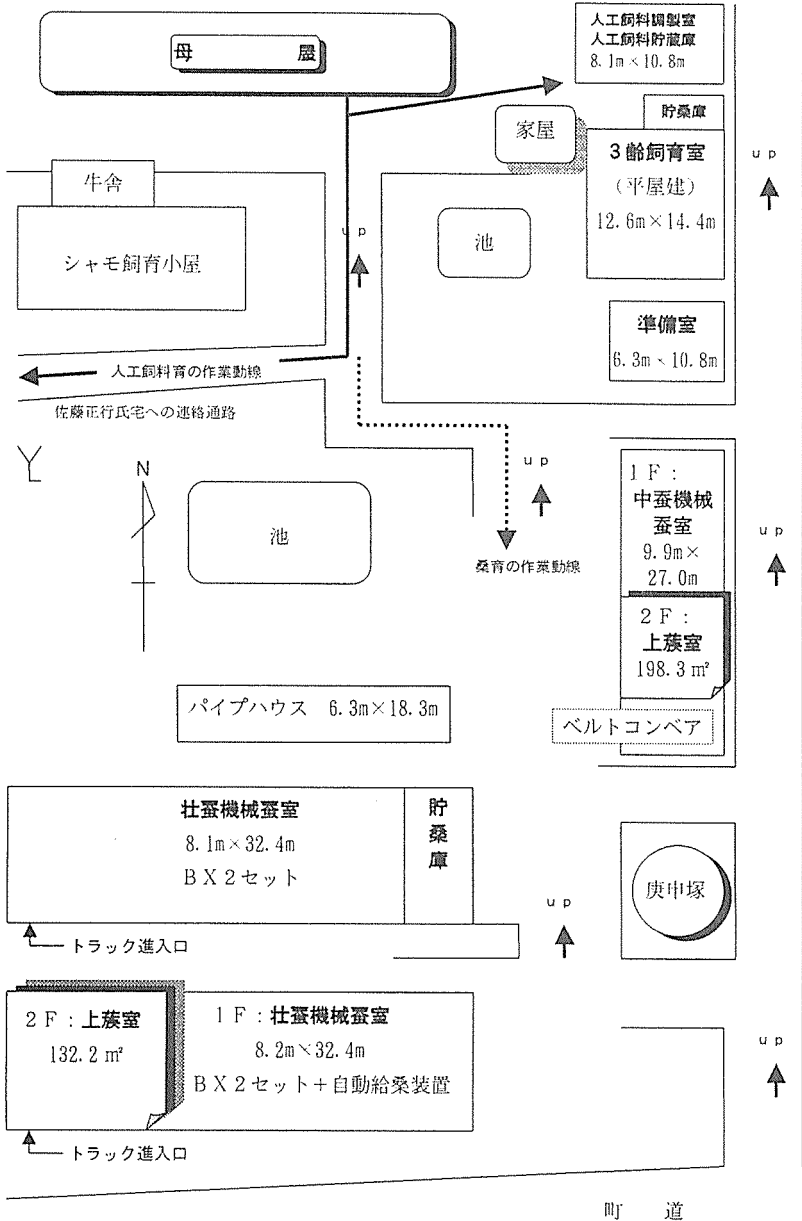 母　屋
人工飼料調製室
人工飼料貯蔵庫
8.1m×10.8m
貯桑庫
家屋
3齢飼育室
（平屋建）
12.6m×14.4m
up
牛舎
シャモ飼育小屋
up
池
準備室
6.3m×10.8m
人工飼料育の作業動線
佐藤正行氏宅への連絡通路
N
池
up
桑育の作業動線
1F：
中蚕機械
蚕室
9.9m×
27.0m
up
2F：
上蔟室
198.3㎡
ベルトコンベア
パイプハウス　6.3m×18.3m
壮蚕機械蚕室
8.1m×32.4m
BX2セット
貯桑庫
トラック進入口
up
庚申塚
2F：上蔟室
132.2㎡
1F：壮蚕機械蚕室
8.2m×32.4m
BX2セット＋自動給桑装置
up
トラック進入口
町　道